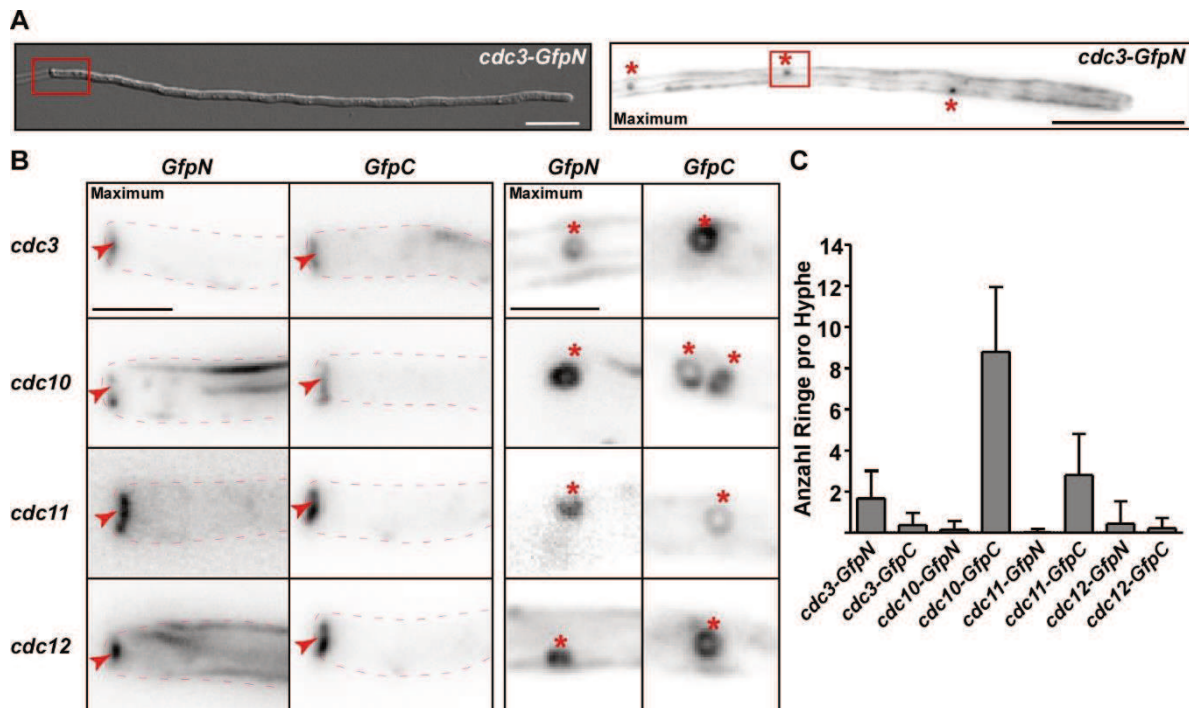 A
cdc3-GfpN
cdc3-GfpN
*
*
*
Maximum
B
GfpN
GfpC
GfpN
GfpC
Maximum
Maximum
cdc3
*
*
cdc10
*
*
*
cdc11
*
*
cdc12
*
*
C
Anzahl Ringe pro Hyphe
14
12
10
8
6
4
2
cdc3-GfpN
cdc3-GfpC
cdc10-GfpN
cdc10-GfpC
cdc11-GfpN
cdc11-GfpC
cdc12-GfpN
cdc12-GfpC